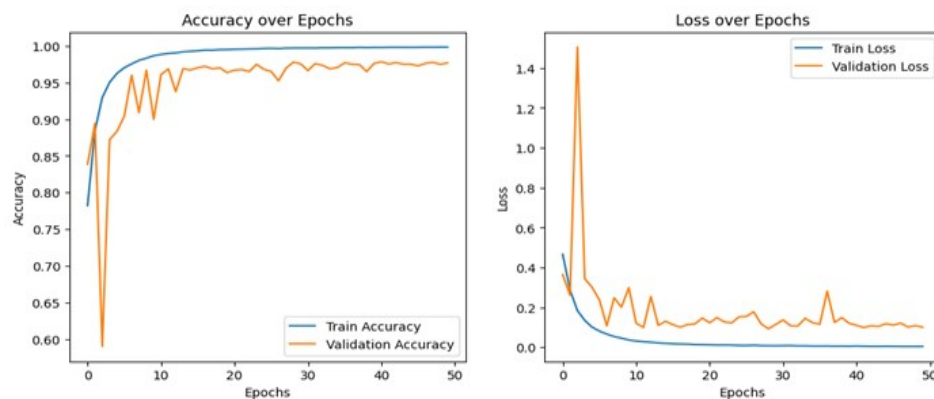 Accuracy over Epochs
1.00
0.95
0.90
0.85
0.80
0.75
0.70
0.65
0.60
Accuracy
Train Accuracy
Validation Accuracy
0 10 20 30 40 50
Epochs
Loss over Epochs
Train Loss
Validation Loss
1.4
1.2
1.0
0.8
0.6
0.4
0.2
0.0
Loss
0 10 20 30 40 50
Epochs